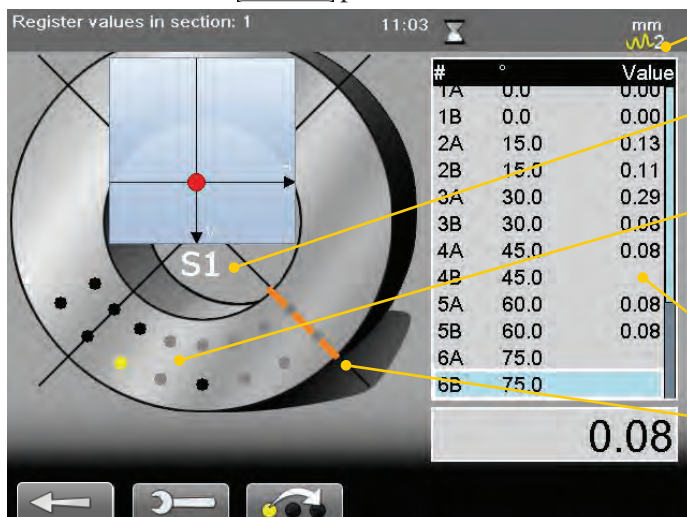 Register values in section: 1 11:03 mm
2
# ° Value
1A 0.0 0.00
1B 0.0 0.00
2A 15.0 0.13
2B 15.0 0.11
3A 30.0 0.29
3B 30.0 0.08
4A 45.0 0.08
4B 45.0
5A 60.0 0.08
5B 60.0 0.08
6A 75.0
6B 75.0
S1
0.08